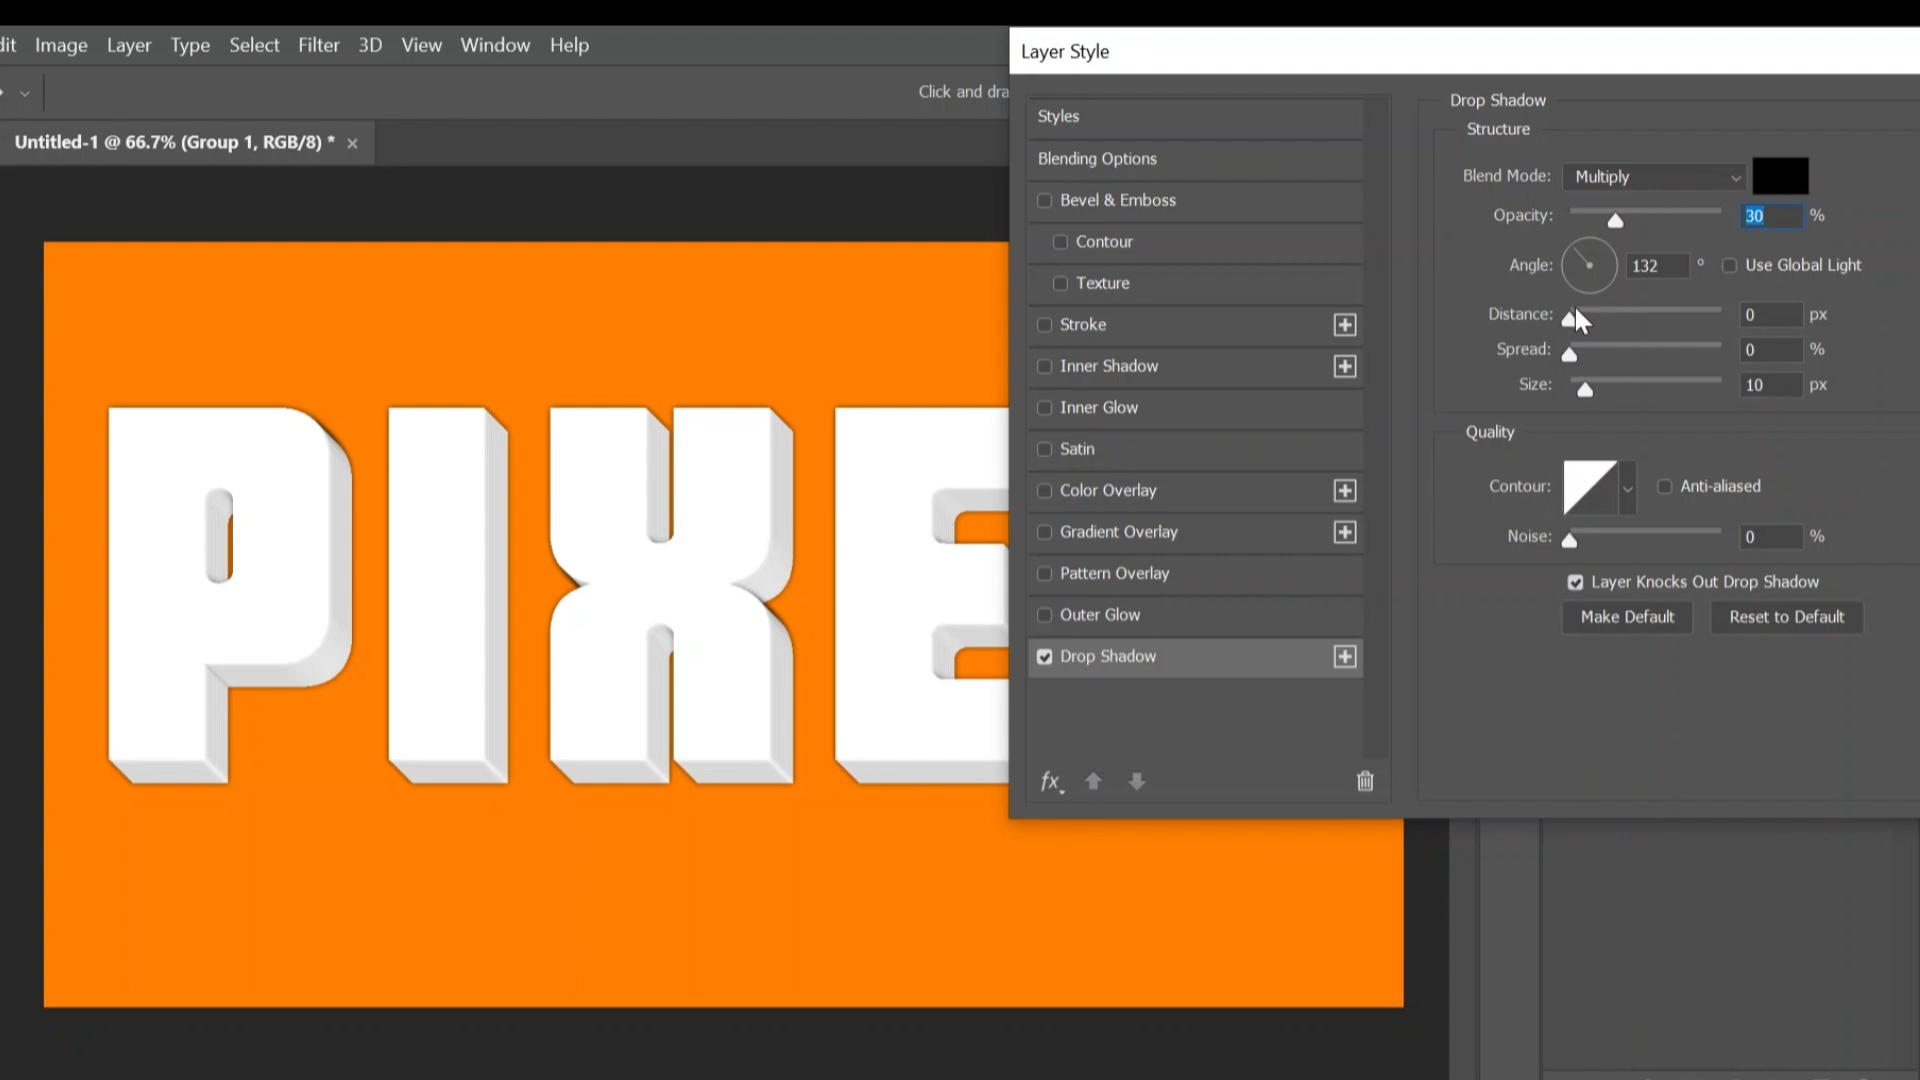 dit Image Layer Type Select Filter 3D View Window Help
Click and dra
Untitled-1 @ 66.7% (Group 1, RGB/8) * ×
PIXE
Layer Style
Styles
Blending Options
Bevel & Emboss
Contour
Texture
Stroke
Inner Shadow
Inner Glow
Satin
Color Overlay
Gradient Overlay
Pattern Overlay
Outer Glow
Drop Shadow
fx
Drop Shadow
Structure
Blend Mode: Multiply
Opacity: 30 %
Angle: 132 ° Use Global Light
Distance: 0 px
Spread: 0 %
Size: 10 px
Quality
Contour: Anti-aliased
Noise: 0 %
Layer Knocks Out Drop Shadow
Make Default Reset to Default